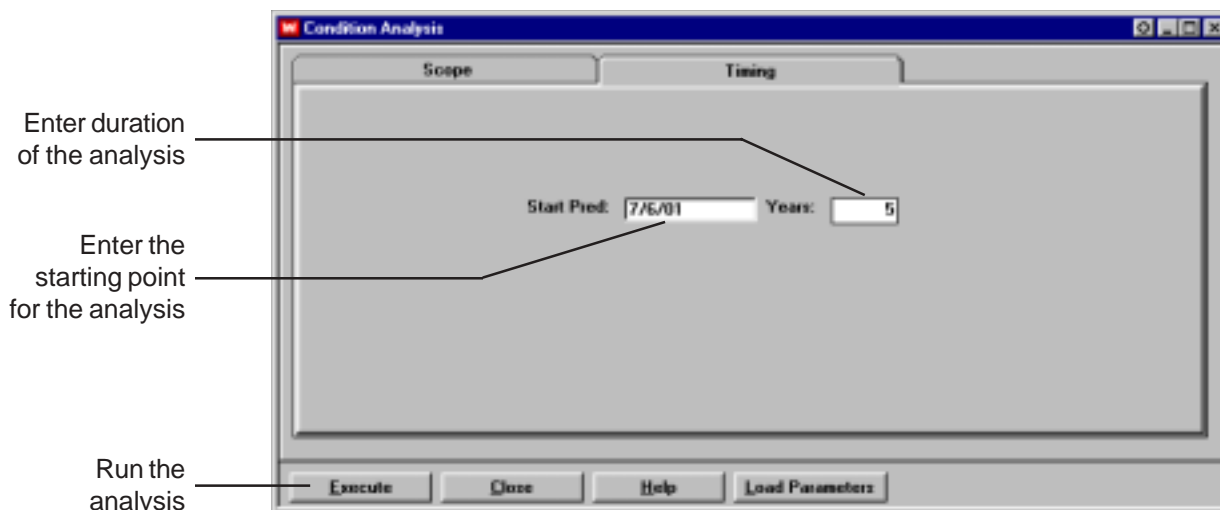 Condition Analysis
Scope
Timing
Enter duration
of the analysis
Start Pred: 7/6/01 Years: 5
Enter the
starting point
for the analysis
Run the
analysis
Execute Close Help Load Parameters